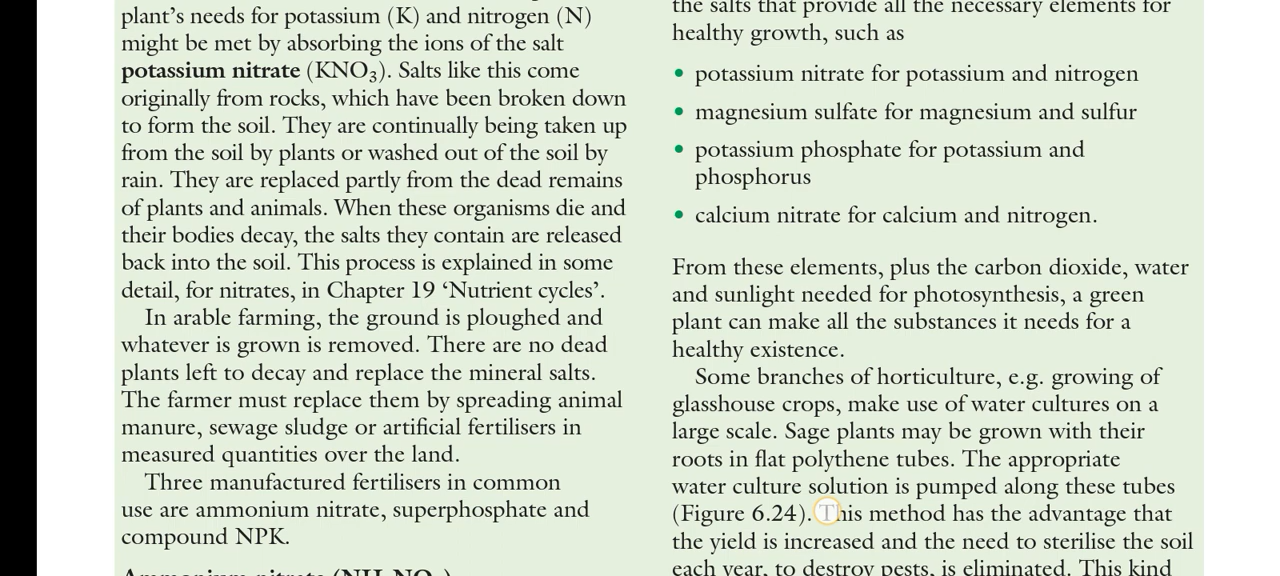 plant’s needs for potassium (K) and nitrogen (N)
might be met by absorbing the ions of the salt
potassium nitrate (KNO₃). Salts like this come
originally from rocks, which have been broken down
to form the soil. They are continually being taken up
from the soil by plants or washed out of the soil by
rain. They are replaced partly from the dead remains
of plants and animals. When these organisms die and
their bodies decay, the salts they contain are released
back into the soil. This process is explained in some
detail, for nitrates, in Chapter 19 ‘Nutrient cycles’.
In arable farming, the ground is ploughed and
whatever is grown is removed. There are no dead
plants left to decay and replace the mineral salts.
The farmer must replace them by spreading animal
manure, sewage sludge or artificial fertilisers in
measured quantities over the land.
Three manufactured fertilisers in common
use are ammonium nitrate, superphosphate and
compound NPK.
Ammonium nitrate (NH₄NO₃)
the salts that provide all the necessary elements for
healthy growth, such as
• potassium nitrate for potassium and nitrogen
• magnesium sulfate for magnesium and sulfur
• potassium phosphate for potassium and
phosphorus
• calcium nitrate for calcium and nitrogen.
From these elements, plus the carbon dioxide, water
and sunlight needed for photosynthesis, a green
plant can make all the substances it needs for a
healthy existence.
Some branches of horticulture, e.g. growing of
glasshouse crops, make use of water cultures on a
large scale. Sage plants may be grown with their
roots in flat polythene tubes. The appropriate
water culture solution is pumped along these tubes
(Figure 6.24). This method has the advantage that
the yield is increased and the need to sterilise the soil
each year, to destroy pests, is eliminated. This kind